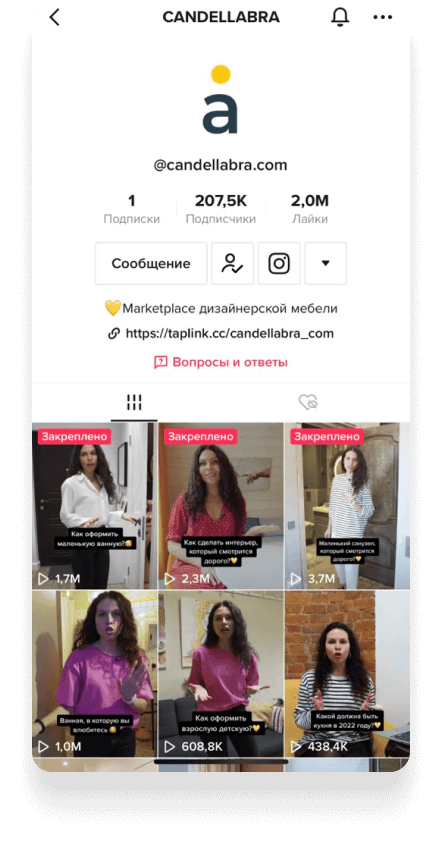 CANDELLABRA
a
@candellabra.com
1 207,5K 2,0M
Подписки Подписчики Лайки
Сообщение
💛Marketplace дизайнерской мебели
https://taplink.cc/candellabra_com
Вопросы и ответы
Закреплено Закреплено Закреплено
Как оформить
маленькую ванную?🥰
1,7M
Как сделать интерьер,
который смотрится
дорого?💛
2,3M
Маленький санузел,
который смотрится
дорого?💛
3,7M
Ванная, в которую вы
влюбитесь 🥰
1,0M
Как оформить
взрослую детскую?💛
608,8K
Какой должна быть
кухня в 2022 году?💛
438,4K